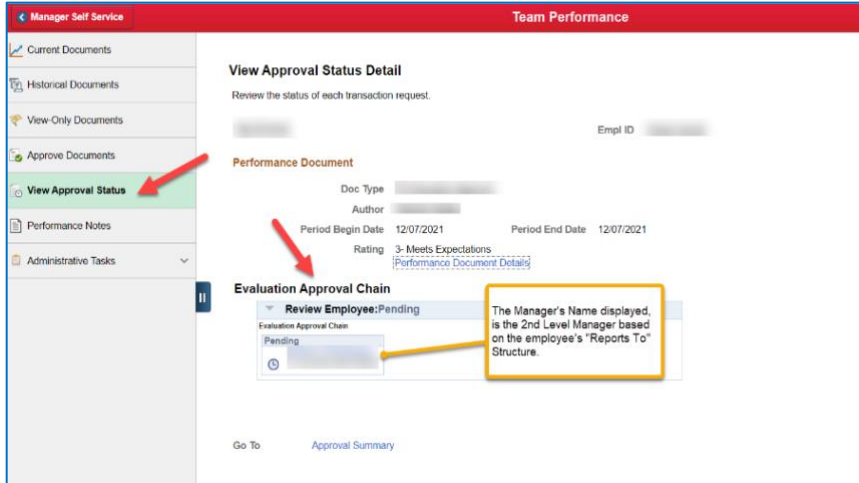 Manager Self Service
Team Performance
Current Documents
Historical Documents
View-Only Documents
Approve Documents
View Approval Status
Performance Notes
Administrative Tasks
View Approval Status Detail
Review the status of each transaction request.
Empl ID
Performance Document
Doc Type
Author
Period Begin Date 12/07/2021 Period End Date 12/07/2021
Rating 3- Meets Expectations
Performance Document Details
Evaluation Approval Chain
Review Employee:Pending
Evaluation Approval Chain
Pending
The Manager's Name displayed,
is the 2nd Level Manager based
on the employee's "Reports To"
Structure.
Go To Approval Summary